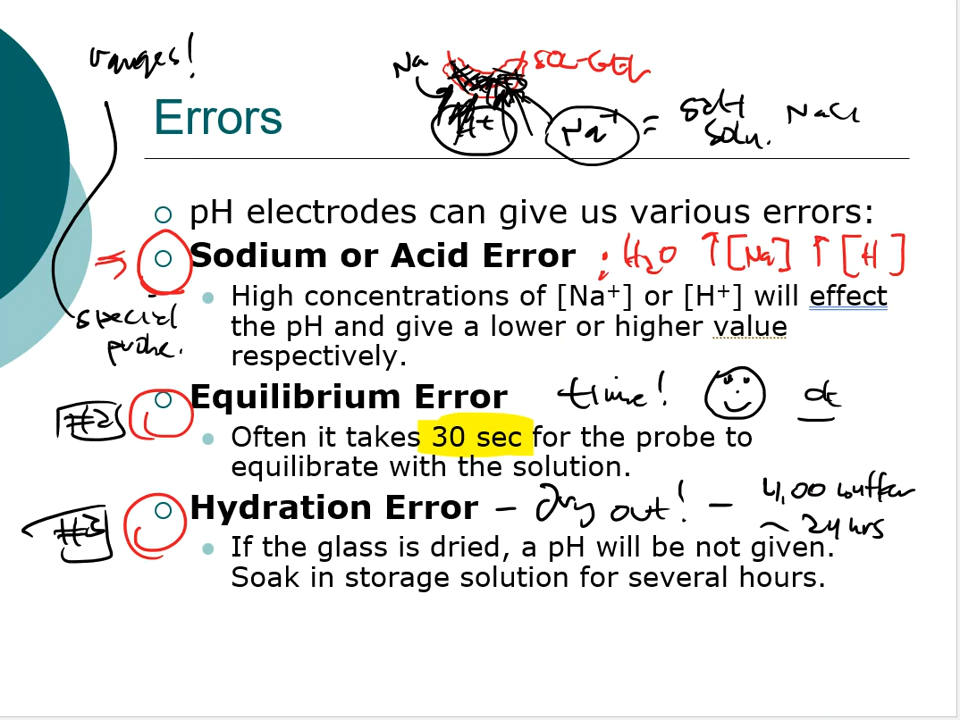 ranges!
Na
SOL-GEL
H+
Na+ = salt soln. NaCl
Errors
pH electrodes can give us various errors:
Sodium or Acid Error : H2O ↑[Na] ↑[H]
High concentrations of [Na+] or [H+] will effect
the pH and give a lower or higher value
respectively.
special
probe.
Equilibrium Error time!
#2
Often it takes 30 sec for the probe to
equilibrate with the solution.
Hydration Error – dry out! – 4.00 buffer
~ 24 hrs
#3
If the glass is dried, a pH will be not given.
Soak in storage solution for several hours.